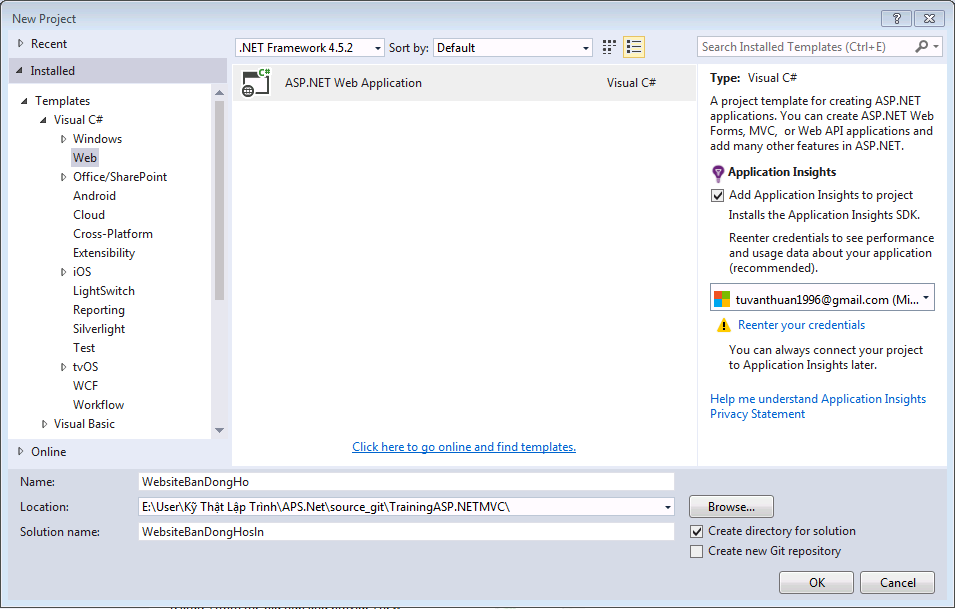 New Project
Recent
Installed
Templates
Visual C#
Windows
Web
Office/SharePoint
Android
Cloud
Cross-Platform
Extensibility
iOS
LightSwitch
Reporting
Silverlight
Test
tvOS
WCF
Workflow
Visual Basic
Online
.NET Framework 4.5.2
Sort by: Default
Search Installed Templates (Ctrl+E)
C#
ASP.NET Web Application Visual C#
Click here to go online and find templates.
Type: Visual C#
A project template for creating ASP.NET
applications. You can create ASP.NET Web
Forms, MVC, or Web API applications and
add many other features in ASP.NET.
Application Insights
Add Application Insights to project
Installs the Application Insights SDK.
Reenter credentials to see performance
and usage data about your application
(recommended).
tuvanthuan1996@gmail.com (Mi...
Reenter your credentials
You can always connect your project
to Application Insights later.
Help me understand Application Insights
Privacy Statement
Name: WebsiteBanDongHo
Location: E:\User\Kỹ Thật Lập Trình\APS.Net\source_git\TrainingASP.NETMVC\
Browse...
Solution name: WebsiteBanDongHosln
Create directory for solution
Create new Git repository
OK Cancel